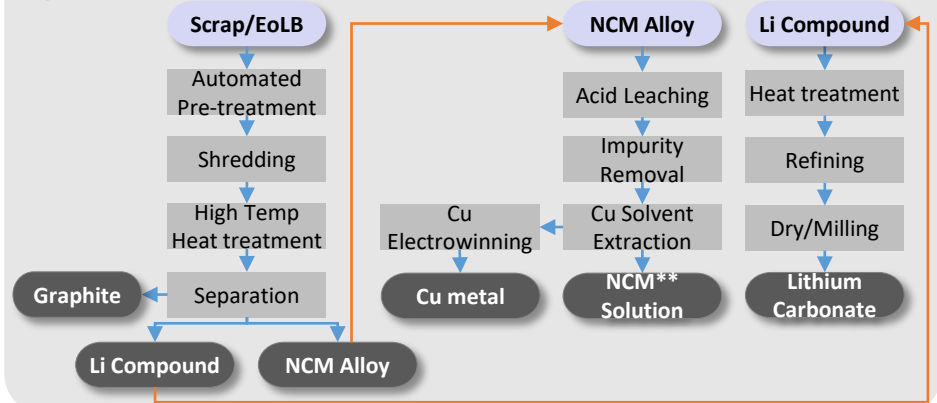 Scrap/EoLB
Automated
Pre-treatment
Shredding
High Temp
Heat treatment
Separation
Graphite
Li Compound
NCM Alloy
NCM Alloy
Acid Leaching
Impurity
Removal
Cu Solvent
Extraction
Cu
Electrowinning
Cu metal
NCM**
Solution
Li Compound
Heat treatment
Refining
Dry/Milling
Lithium
Carbonate